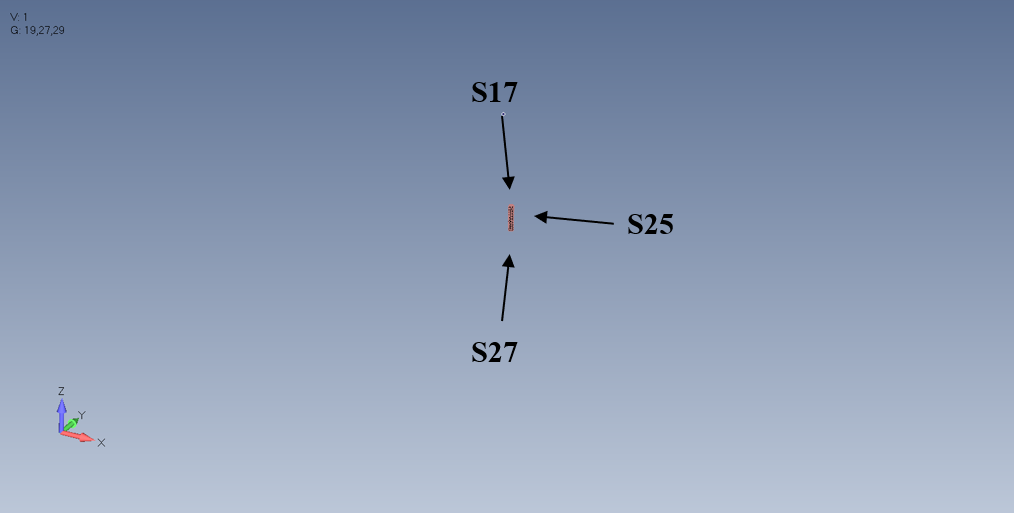 V: 1
G: 19,27,29
S17
S25
S27
Z
Y
X